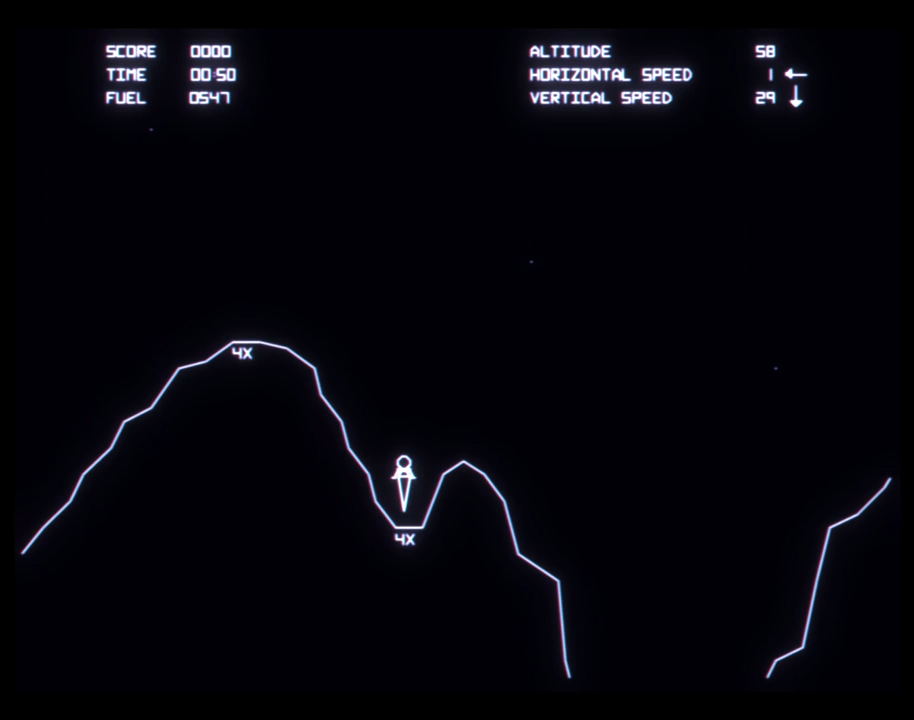 SCORE 0000
TIME 00:50
FUEL 0547
ALTITUDE 58
HORIZONTAL SPEED 1 ←
VERTICAL SPEED 29 ↓
4X
4X